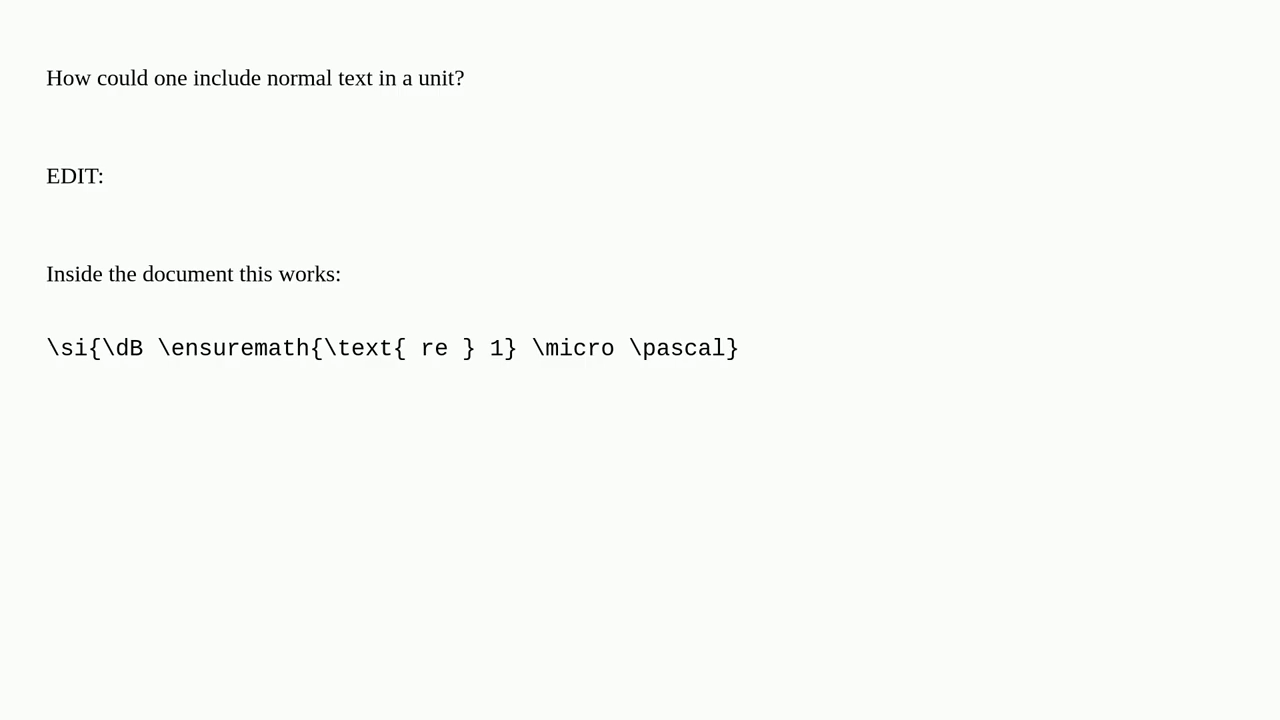 How could one include normal text in a unit?
EDIT:
Inside the document this works:
\si{\dB \ensuremath{\text{ re } 1} \micro \pascal}